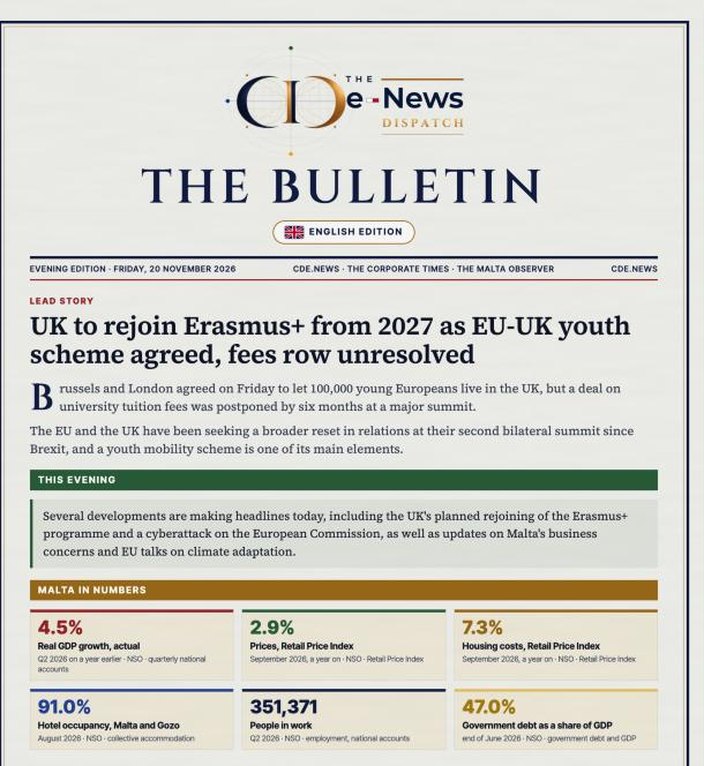 THE
CDe-News
DISPATCH
THE BULLETIN
ENGLISH EDITION
EVENING EDITION · FRIDAY, 20 NOVEMBER 2026
CDE.NEWS · THE CORPORATE TIMES · THE MALTA OBSERVER
CDE.NEWS
LEAD STORY
UK to rejoin Erasmus+ from 2027 as EU-UK youth
scheme agreed, fees row unresolved
Brussels and London agreed on Friday to let 100,000 young Europeans live in the UK, but a deal on
university tuition fees was postponed by six months at a major summit.
The EU and the UK have been seeking a broader reset in relations at their second bilateral summit since
Brexit, and a youth mobility scheme is one of its main elements.
THIS EVENING
Several developments are making headlines today, including the UK's planned rejoining of the Erasmus+
programme and a cyberattack on the European Commission, as well as updates on Malta's business
concerns and EU talks on climate adaptation.
MALTA IN NUMBERS
4.5%
Real GDP growth, actual
Q2 2026 on a year earlier · NSO · quarterly national
accounts
2.9%
Prices, Retail Price Index
September 2026, a year on · NSO · Retail Price Index
7.3%
Housing costs, Retail Price Index
September 2026, a year on · NSO · Retail Price Index
91.0%
Hotel occupancy, Malta and Gozo
August 2026 · NSO · collective accommodation
351,371
People in work
Q2 2026 · NSO · employment, national accounts
47.0%
Government debt as a share of GDP
end of June 2026 · NSO · government debt and GDP